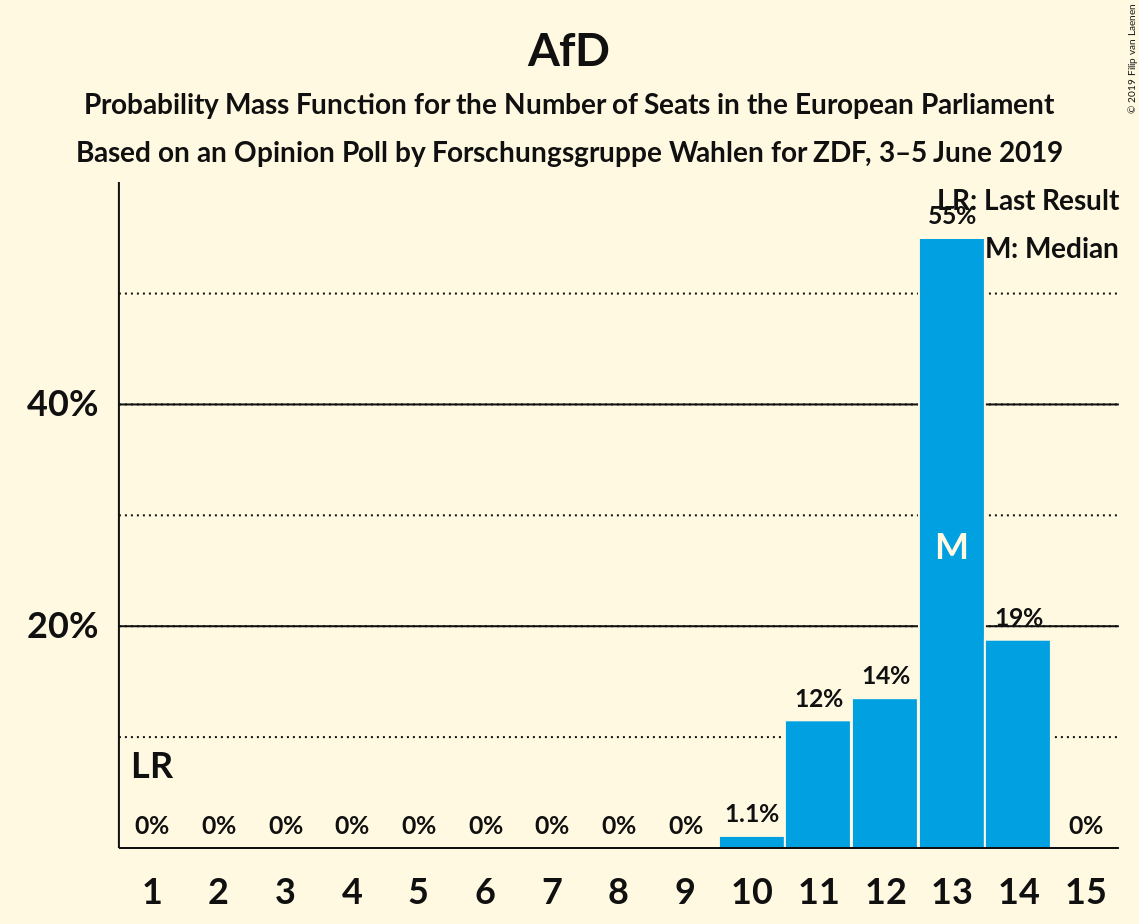 AfD
Probability Mass Function for the Number of Seats in the European Parliament
Based on an Opinion Poll by Forschungsgruppe Wahlen for ZDF, 3–5 June 2019
© 2019 Filip van Laenen
LR: Last Result
M: Median
55%
40%
M
20%
19%
14%
12%
LR
1.1%
0% 0% 0% 0% 0% 0% 0% 0% 0% 0%
1 2 3 4 5 6 7 8 9 10 11 12 13 14 15